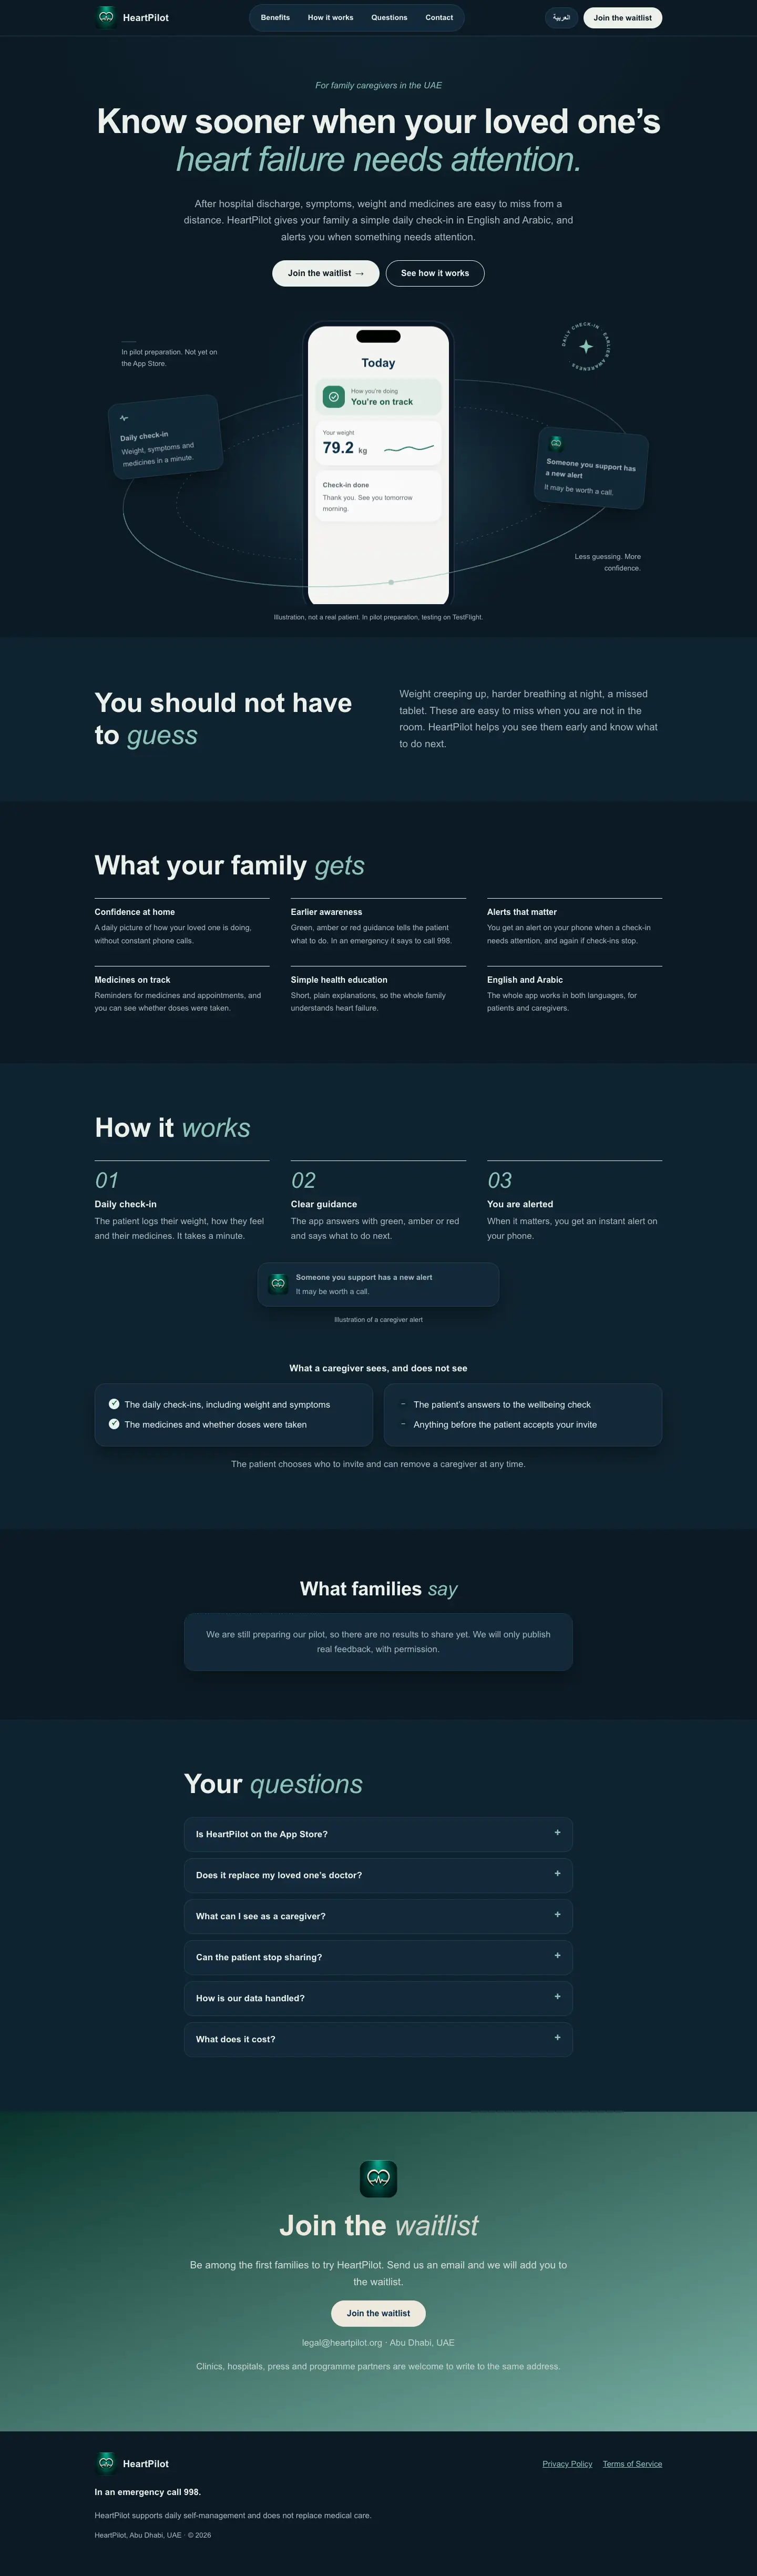 HeartPilot
Benefits How it works Questions Contact
العربية
Join the waitlist
For family caregivers in the UAE
Know sooner when your loved one’s
heart failure needs attention.
After hospital discharge, symptoms, weight and medicines are easy to miss from a
distance. HeartPilot gives your family a simple daily check-in in English and Arabic, and
alerts you when something needs attention.
Join the waitlist →
See how it works
In pilot preparation. Not yet on
the App Store.
Daily check-in
Weight, symptoms and
medicines in a minute.
Today
How you’re doing
You’re on track
Your weight
79.2 kg
Check-in done
Thank you. See you tomorrow
morning.
DAILY CHECK-IN · EARLIER AWARENESS ·
Someone you support has
a new alert
It may be worth a call.
Less guessing. More
confidence.
Illustration, not a real patient. In pilot preparation, testing on TestFlight.
You should not have
to guess
Weight creeping up, harder breathing at night, a missed
tablet. These are easy to miss when you are not in the
room. HeartPilot helps you see them early and know what
to do next.
What your family gets
Confidence at home
A daily picture of how your loved one is doing,
without constant phone calls.
Earlier awareness
Green, amber or red guidance tells the patient
what to do. In an emergency it says to call 998.
Alerts that matter
You get an alert on your phone when a check-in
needs attention, and again if check-ins stop.
Medicines on track
Reminders for medicines and appointments, and
you can see whether doses were taken.
Simple health education
Short, plain explanations, so the whole family
understands heart failure.
English and Arabic
The whole app works in both languages, for
patients and caregivers.
How it works
01
Daily check-in
The patient logs their weight, how they feel
and their medicines. It takes a minute.
02
Clear guidance
The app answers with green, amber or red
and says what to do next.
03
You are alerted
When it matters, you get an instant alert on
your phone.
Someone you support has a new alert
It may be worth a call.
Illustration of a caregiver alert
What a caregiver sees, and does not see
The daily check-ins, including weight and symptoms
The medicines and whether doses were taken
The patient’s answers to the wellbeing check
Anything before the patient accepts your invite
The patient chooses who to invite and can remove a caregiver at any time.
What families say
We are still preparing our pilot, so there are no results to share yet. We will only publish
real feedback, with permission.
Your questions
Is HeartPilot on the App Store? +
Does it replace my loved one’s doctor? +
What can I see as a caregiver? +
Can the patient stop sharing? +
How is our data handled? +
What does it cost? +
Join the waitlist
Be among the first families to try HeartPilot. Send us an email and we will add you to
the waitlist.
Join the waitlist
legal@heartpilot.org · Abu Dhabi, UAE
Clinics, hospitals, press and programme partners are welcome to write to the same address.
HeartPilot
Privacy Policy Terms of Service
In an emergency call 998.
HeartPilot supports daily self-management and does not replace medical care.
HeartPilot, Abu Dhabi, UAE · © 2026